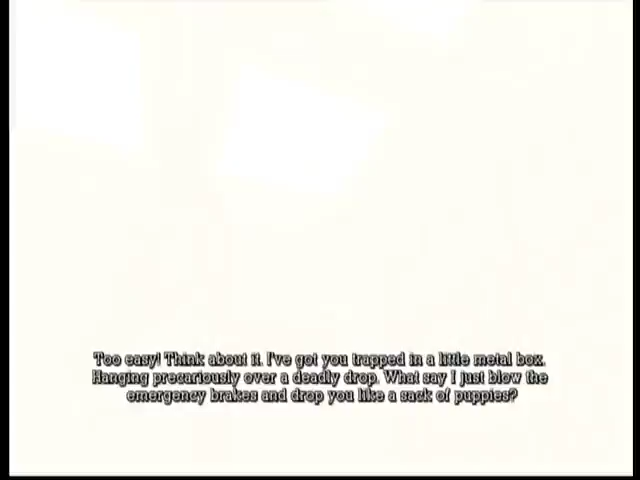 Too easy! Think about it. I've got you trapped in a little metal box.
Hanging precariously over a deadly drop. What say I just blow the
emergency brakes and drop you like a sack of puppies?